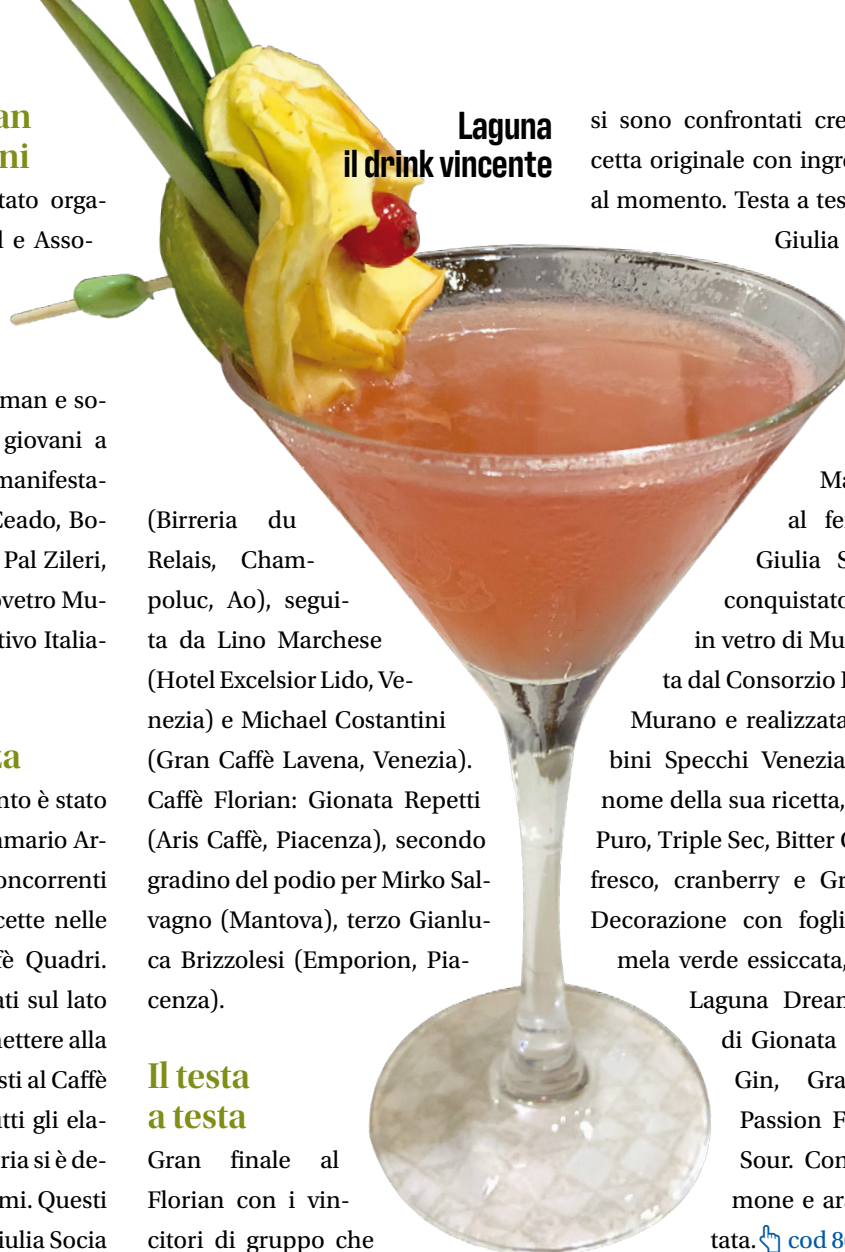 an
ni
tato orga-
l e Asso-
man e so-
giovani a
manifesta-
Ceado, Bo-
Pal Zileri,
ovetro Mu-
tivo Italia-
za
nto è stato
nmario Ar-
oncorrenti
cette nelle
fè Quadri.
ati sul lato
nettere alla
sti al Caffè
tti gli ela-
ria si è de-
mi. Questi
iulia Socia
Laguna
il drink vincente
(Birreria du
Relais, Cham-
poluc, Ao), segui-
ta da Lino Marchese
(Hotel Excelsior Lido, Ve-
nezia) e Michael Costantini
(Gran Caffè Lavena, Venezia).
Caffè Florian: Gionata Repetti
(Aris Caffè, Piacenza), secondo
gradino del podio per Mirko Sal-
vagno (Mantova), terzo Gianlu-
ca Brizzolesi (Emporion, Pia-
cenza).
Il testa
a testa
Gran finale al
Florian con i vin-
citori di gruppo che
si sono confrontati cre
cetta originale con ingre
al momento. Testa a tes
Giulia
Ma
al fe
Giulia S
conquistato
in vetro di Mu
ta dal Consorzio
Murano e realizzata
bini Specchi Venezia
nome della sua ricetta,
Puro, Triple Sec, Bitter
fresco, cranberry e Gr
Decorazione con fogli
mela verde essiccata,
Laguna Drean
di Gionata
Gin, Gra
Passion F
Sour. Con
mone e ar
tata. cod 80